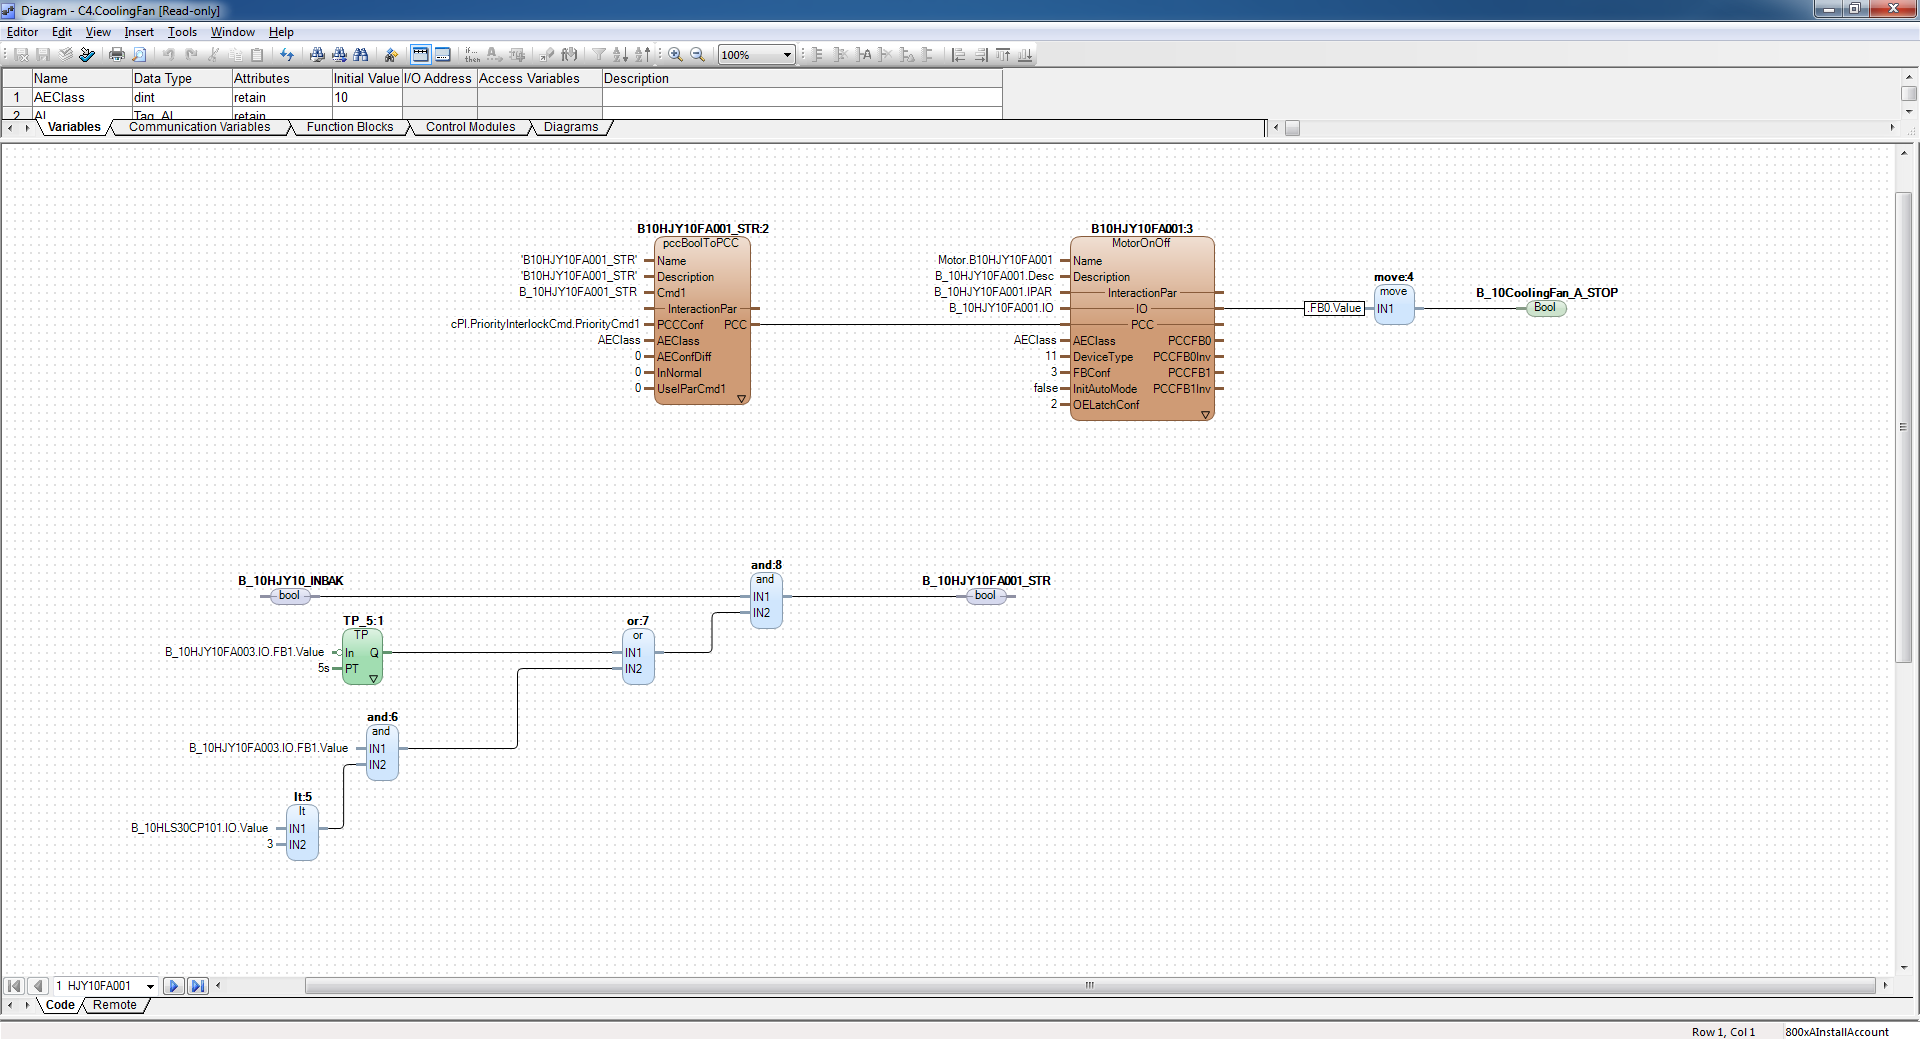 Diagram - C4.CoolingFan [Read-only]
Editor Edit View Insert Tools Window Help
if...
then
100%
Name Data Type Attributes Initial Value I/O Address Access Variables Description
1 AEClass dint retain 10
2 AI Tag_AI retain
Variables Communication Variables Function Blocks Control Modules Diagrams
B10HJY10FA001_STR:2
pccBoolToPCC
'B10HJY10FA001_STR' Name
'B10HJY10FA001_STR' Description
B_10HJY10FA001_STR Cmd1
InteractionPar
cPI.PriorityInterlockCmd.PriorityCmd1 PCCConf PCC
AEClass AEClass
0 AEConfDiff
0 InNormal
0 UseIParCmd1
B10HJY10FA001:3
MotorOnOff
Motor.B10HJY10FA001 Name
B_10HJY10FA001.Desc Description
B_10HJY10FA001.IPAR InteractionPar
B_10HJY10FA001.IO IO
PCC
AEClass AEClass PCCFB0
11 DeviceType PCCFB0Inv
3 FBConf PCCFB1
false InitAutoMode PCCFB1Inv
2 OELatchConf
move:4
move
.FB0.Value IN1
B_10CoolingFan_A_STOP
Bool
B_10HJY10_INBAK
bool
and:8
and
IN1
IN2
B_10HJY10FA001_STR
bool
TP_5:1
TP
B_10HJY10FA003.IO.FB1.Value In Q
5s PT
or:7
or
IN1
IN2
and:6
and
B_10HJY10FA003.IO.FB1.Value IN1
IN2
lt:5
lt
B_10HLS30CP101.IO.Value IN1
3 IN2
1 HJY10FA001
Code Remote
Row 1, Col 1 800xAInstallAccount